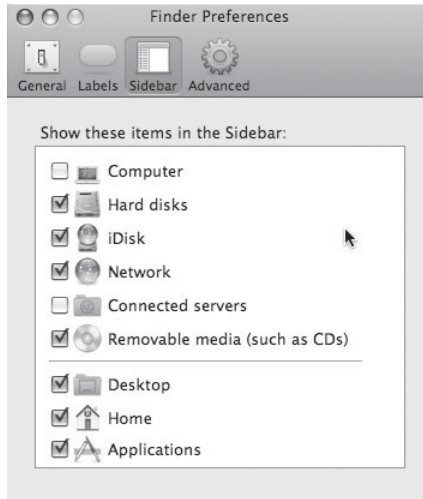 Finder Preferences
General Labels Sidebar Advanced
Show these items in the Sidebar:
Computer
Hard disks
iDisk
Network
Connected servers
Removable media (such as CDs)
Desktop
Home
Applications